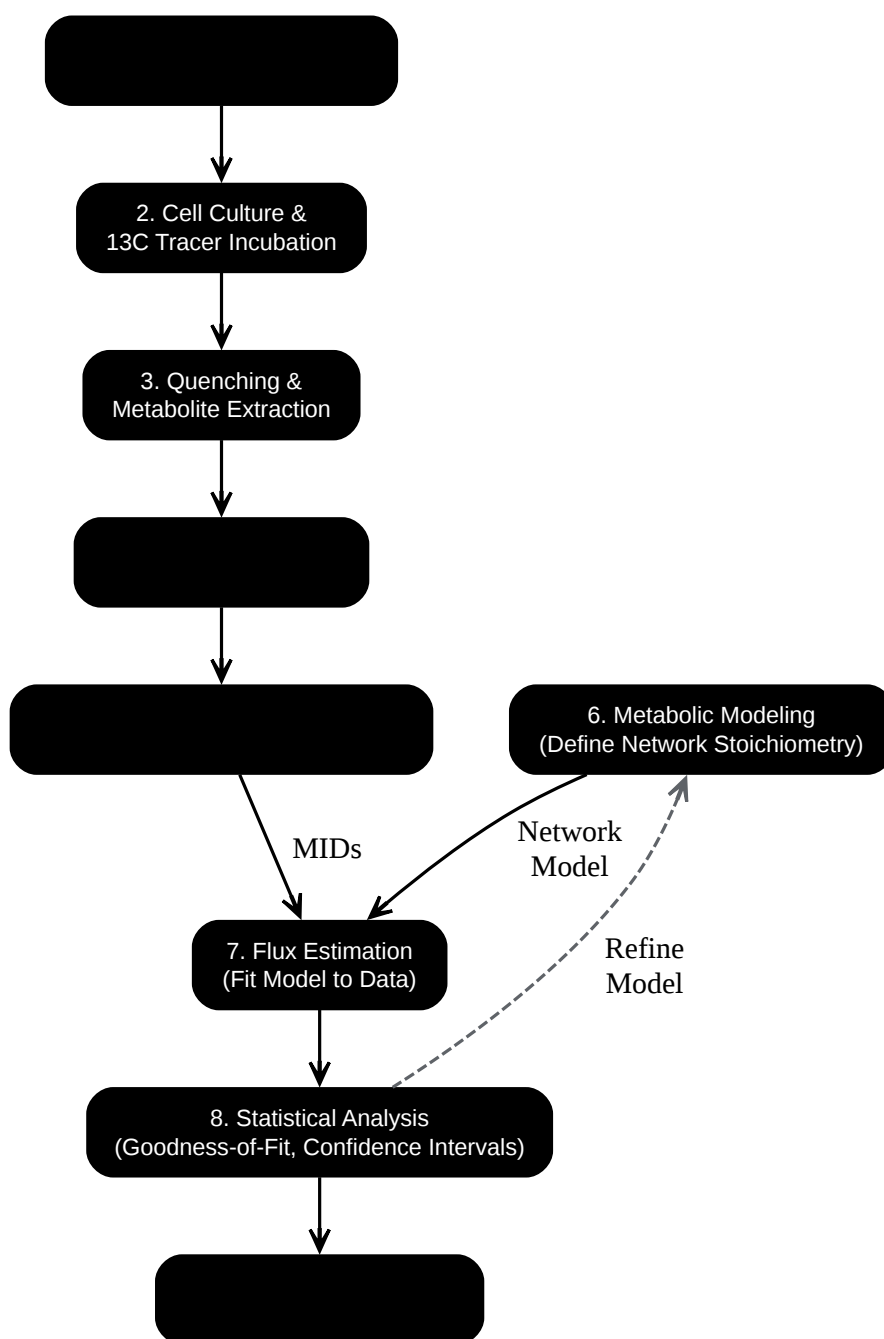 2. Cell Culture &
13C Tracer Incubation
3. Quenching &
Metabolite Extraction
6. Metabolic Modeling
(Define Network Stoichiometry)
MIDs
Network
Model
7. Flux Estimation
(Fit Model to Data)
Refine
Model
8. Statistical Analysis
(Goodness-of-Fit, Confidence Intervals)